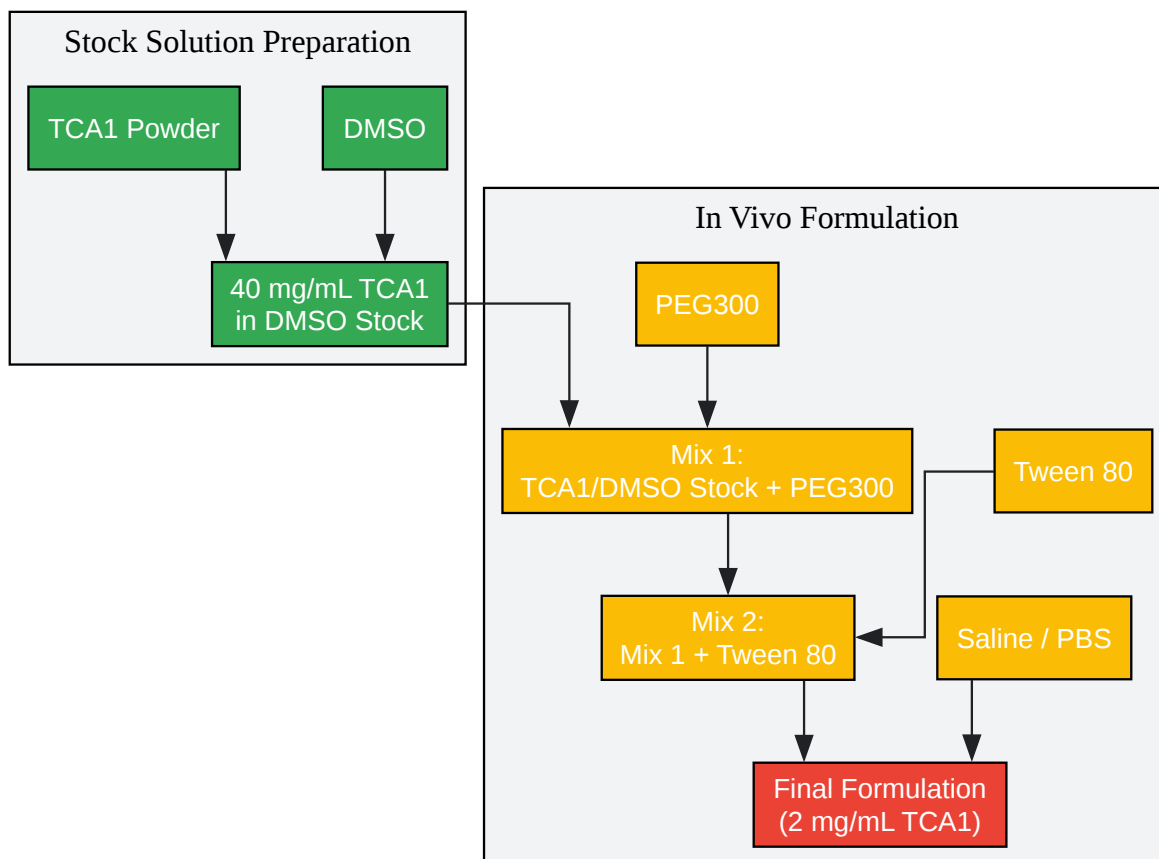 Stock Solution Preparation
TCA1 Powder
DMSO
40 mg/mL TCA1
in DMSO Stock
In Vivo Formulation
PEG300
Mix 1:
TCA1/DMSO Stock + PEG300
Tween 80
Mix 2:
Mix 1 + Tween 80
Saline / PBS
Final Formulation
(2 mg/mL TCA1)